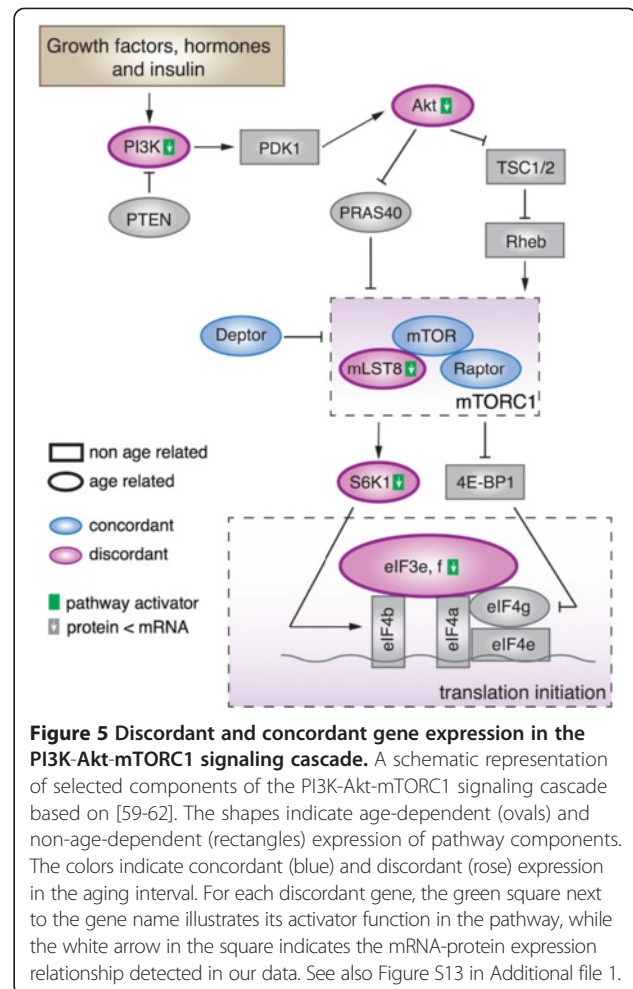 Growth factors, hormones
and insulin
PI3K
PDK1
Akt
PTEN
PRAS40
TSC1/2
Rheb
Deptor
mTOR
mLST8
Raptor
mTORC1
non age related
age related
S6K1
4E-BP1
concordant
discordant
pathway activator
protein < mRNA
eIF3e, f
eIF4b
eIF4a
eIF4g
eIF4e
translation initiation
Figure 5 Discordant and concordant gene expression in the
PI3K-Akt-mTORC1 signaling cascade. A schematic representation
of selected components of the PI3K-Akt-mTORC1 signaling cascade
based on [59-62]. The shapes indicate age-dependent (ovals) and
non-age-dependent (rectangles) expression of pathway components.
The colors indicate concordant (blue) and discordant (rose) expression
in the aging interval. For each discordant gene, the green square next
to the gene name illustrates its activator function in the pathway, while
the white arrow in the square indicates the mRNA-protein expression
relationship detected in our data. See also Figure S13 in Additional file 1.